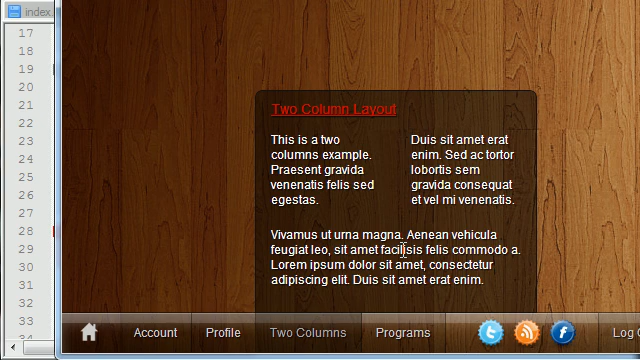 index.
17
18
19
20
21
22
23
24
25
26
27
28
29
30
31
32
33
Two Column Layout
This is a two
columns example.
Praesent gravida
venenatis felis sed
egestas.
Duis sit amet erat
enim. Sed ac tortor
lobortis sem
gravida consequat
et vel mi venenatis.
Vivamus ut urna magna. Aenean vehicula
feugiat leo, sit amet facilisis felis commodo a.
Lorem ipsum dolor sit amet, consectetur
adipiscing elit. Duis sit amet erat enim.
Account Profile Two Columns Programs Log